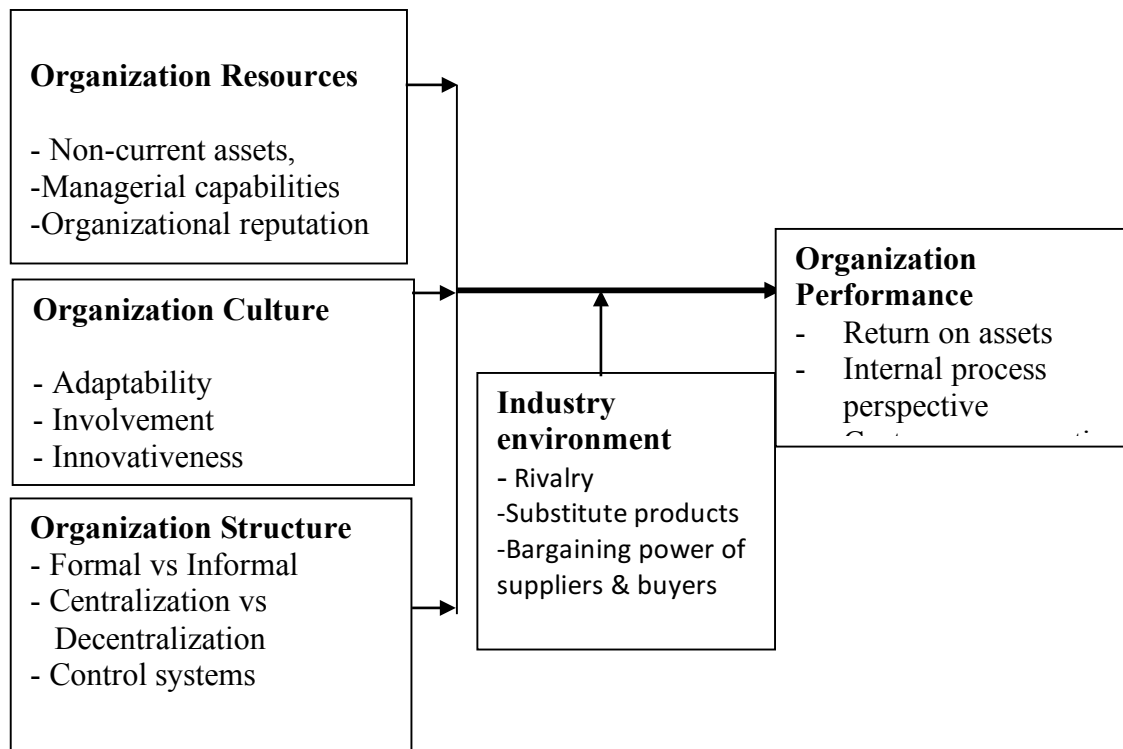 Organization Resources
- Non-current assets,
-Managerial capabilities
-Organizational reputation
Organization Culture
- Adaptability
- Involvement
- Innovativeness
Organization Structure
- Formal vs Informal
- Centralization vs
Decentralization
- Control systems
Industry
environment
- Rivalry
-Substitute products
-Bargaining power of
suppliers & buyers
Organization
Performance
- Return on assets
- Internal process
perspective